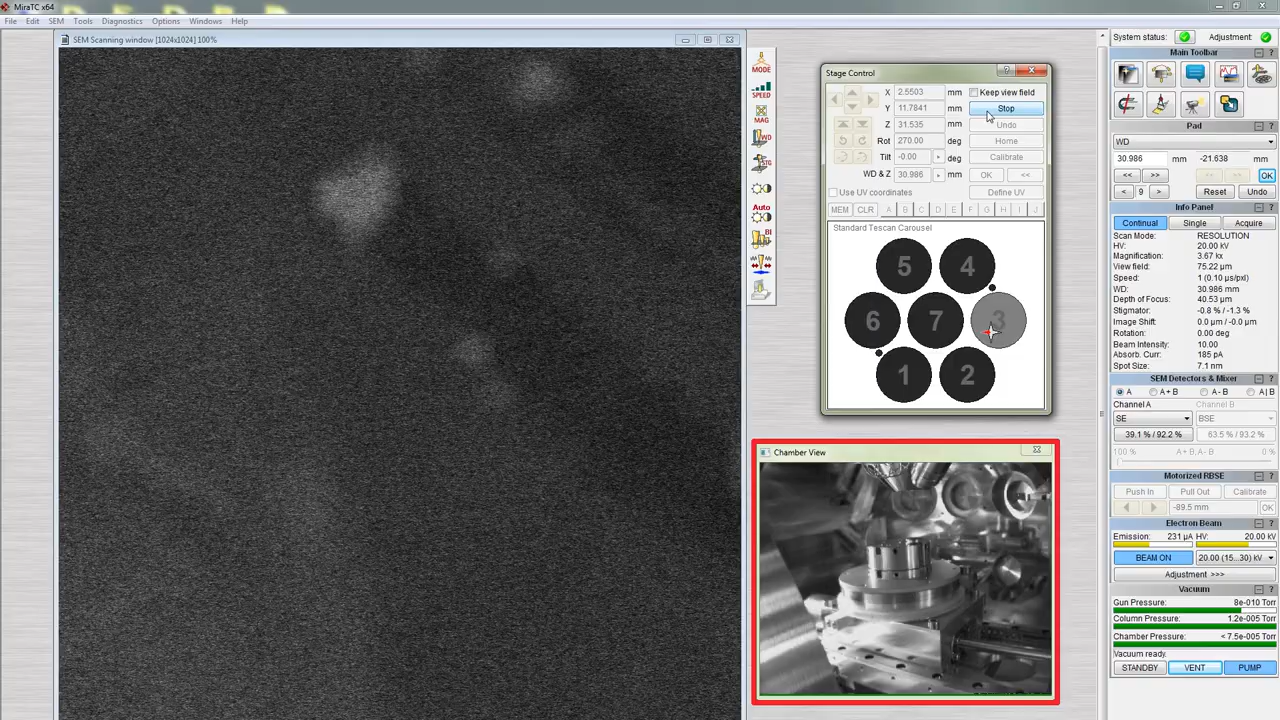 MiraTC x64
File Edit SEM Tools Diagnostics Options Windows Help
SEM Scanning window [1024x1024] 100%
MODE
SPEED
MAG
WD
STG
Auto
BI
Stage Control
X 2.5503 mm Keep view field
Y 11.7841 mm Stop
Z 31.535 mm Undo
Rot 270.00 deg Home
Tilt -0.00 deg Calibrate
WD & Z 30.986 mm OK <<
Use UV coordinates Define UV
MEM CLR A B C D E F G H I J
Standard Tescan Carousel
5 4
6 7 3
1 2
Chamber View
System status: Adjustment:
Main Toolbar
Pad
WD
30.986 mm -21.638 mm
<< >> << >> OK
< 9 > Reset Undo
Info Panel
Continual Single Acquire
Scan Mode: RESOLUTION
HV: 20.00 kV
Magnification: 3.67 kx
View field: 75.22 µm
Speed: 1 (0.10 µs/pxl)
WD: 30.986 mm
Depth of Focus: 40.53 µm
Stigmator: -0.8 % / -1.3 %
Image Shift: 0.0 µm / -0.0 µm
Rotation: 0.00 deg
Beam Intensity: 10.00
Absorb. Curr: 185 pA
Spot Size: 7.1 nm
SEM Detectors & Mixer
A A + B A - B A | B
Channel A Channel B
SE BSE
39.1 % / 92.2 % 63.5 % / 93.2 %
100 % A + B, A - B 0 %
Motorized RBSE
Push In Pull Out Calibrate
-89.5 mm OK
Electron Beam
Emission: 231 µA HV: 20.00 kV
BEAM ON 20.00 (15...30) kV
Adjustment >>>
Vacuum
Gun Pressure: 8e-010 Torr
Column Pressure: 1.2e-005 Torr
Chamber Pressure: < 7.5e-005 Torr
Vacuum ready.
STANDBY VENT PUMP